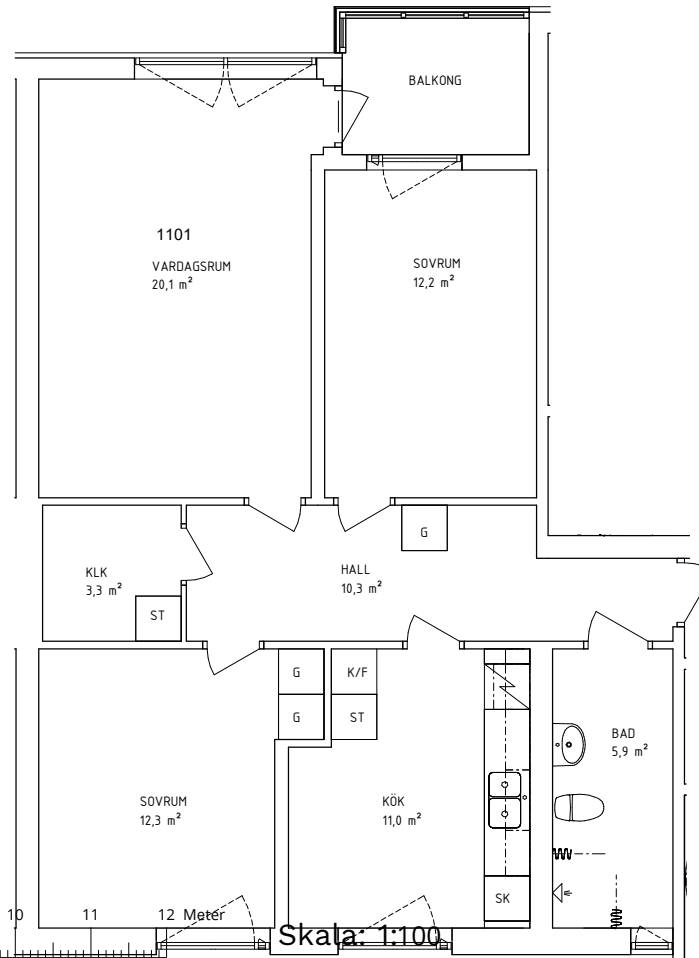 BALKONG
1101
VARDAGSRUM
20,1 m²
SOVRUM
12,2 m²
G
KLK
3,3 m²
ST
HALL
10,3 m²
G
G
K/F
ST
BAD
5,9 m²
SOVRUM
12,3 m²
KÖK
11,0 m²
SK
10 11 12 Meter
Skala: 1:100